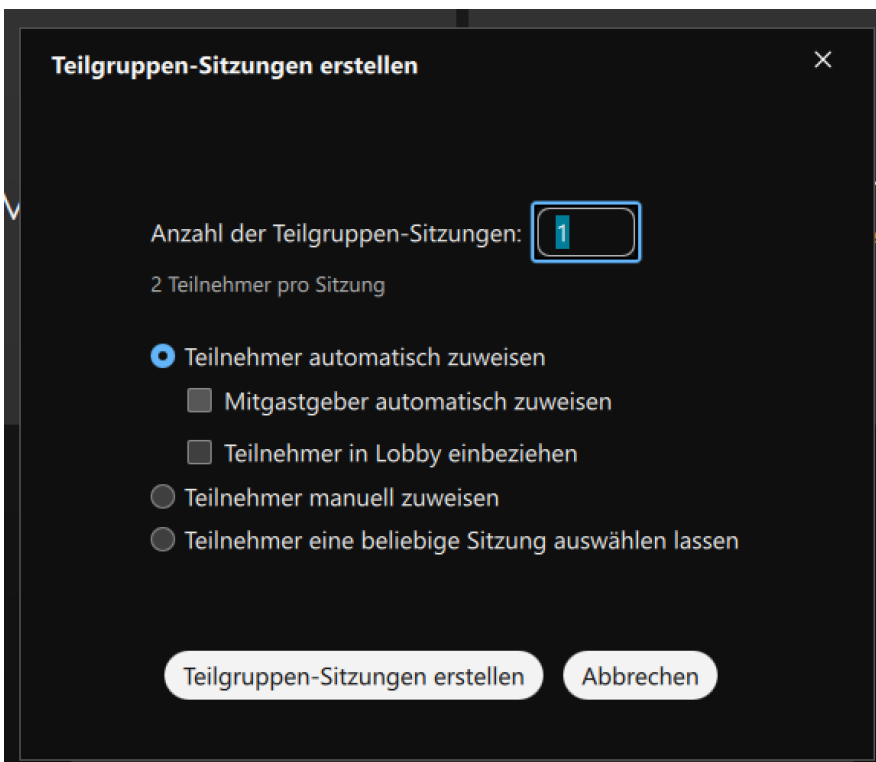 Teilgruppen-Sitzungen erstellen
Anzahl der Teilgruppen-Sitzungen: 1
2 Teilnehmer pro Sitzung
Teilnehmer automatisch zuweisen
Mitgastgeber automatisch zuweisen
Teilnehmer in Lobby einbeziehen
Teilnehmer manuell zuweisen
Teilnehmer eine beliebige Sitzung auswählen lassen
Teilgruppen-Sitzungen erstellen Abbrechen